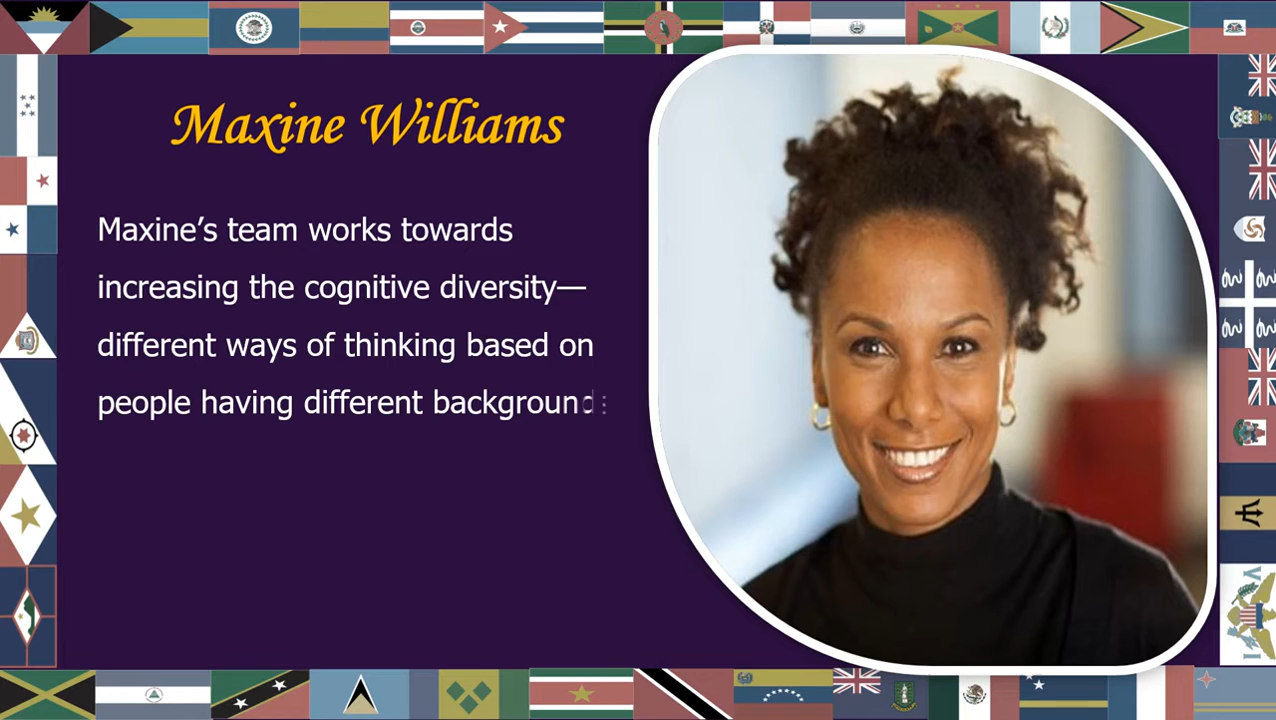 Maxine Williams
Maxine’s team works towards
increasing the cognitive diversity—
different ways of thinking based on
people having different background